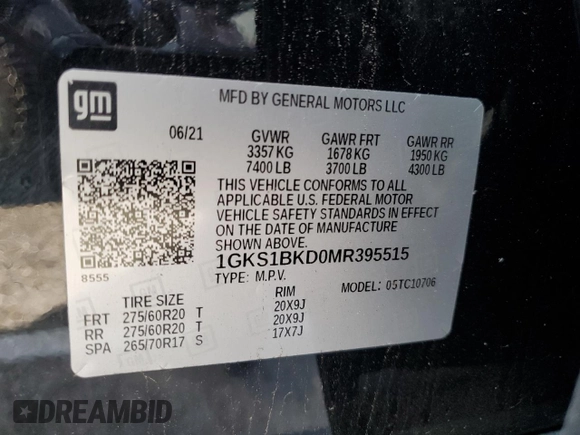 gm
MFD BY GENERAL MOTORS LLC
06/21 GVWR GAWR FRT GAWR RR
3357 KG 1678 KG 1950 KG
7400 LB 3700 LB 4300 LB
THIS VEHICLE CONFORMS TO ALL
APPLICABLE U.S. FEDERAL MOTOR
VEHICLE SAFETY STANDARDS IN EFFECT
ON THE DATE OF MANUFACTURE
SHOWN ABOVE.
8555
1GKS1BKD0MR395515
TYPE: M.P.V. MODEL: 05TC10706
TIRE SIZE RIM
FRT 275/60R20 T 20X9J
RR 275/60R20 T 20X9J
SPA 265/70R17 S 17X7J
DREAMBID